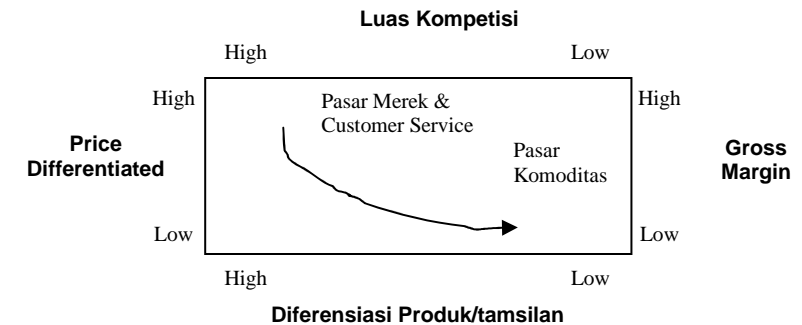 Luas Kompetisi
High Low
High High
Pasar Merek &
Customer Service
Price
Differentiated
Pasar
Komoditas
Gross
Margin
Low Low
High Low
Diferensiasi Produk/tamsilan